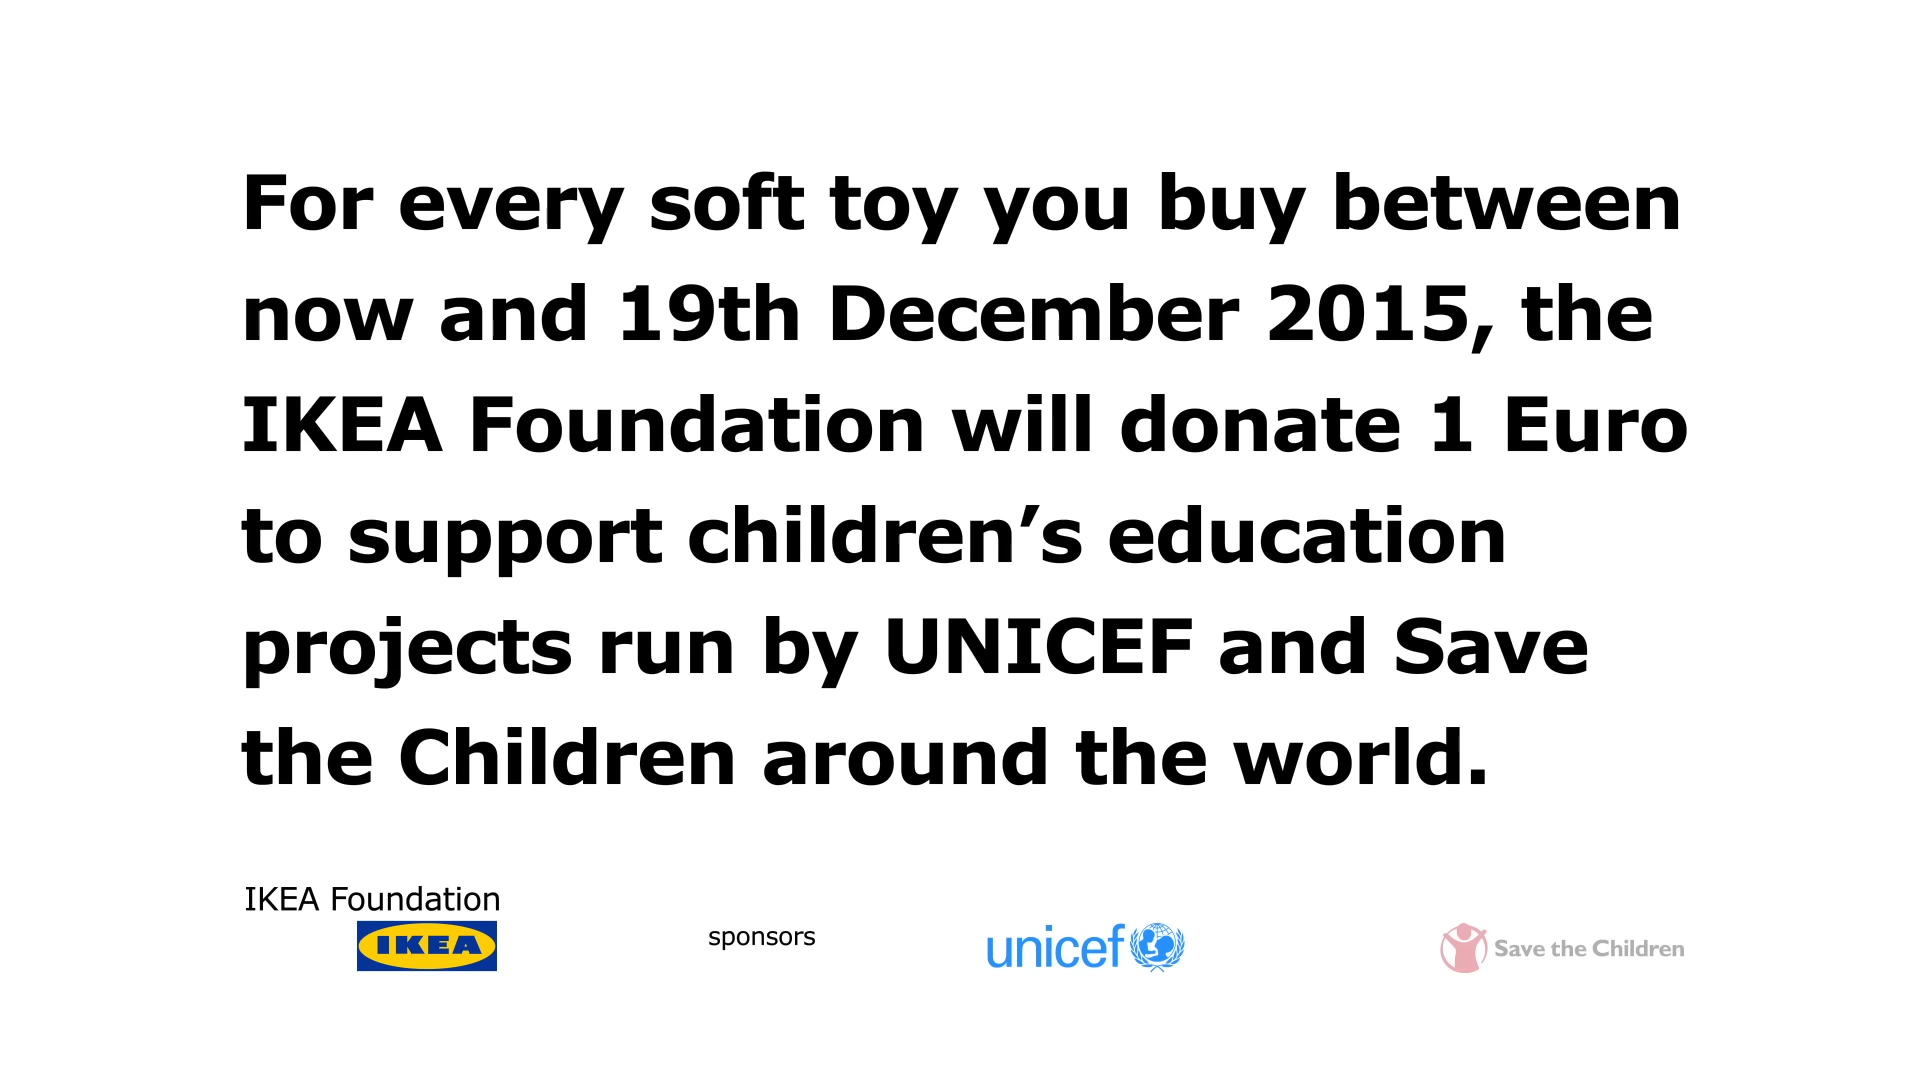 For every soft toy you buy between
now and 19th December 2015, the
IKEA Foundation will donate 1 Euro
to support children’s education
projects run by UNICEF and Save
the Children around the world.
IKEA Foundation
IKEA
sponsors
unicef
Save the Children